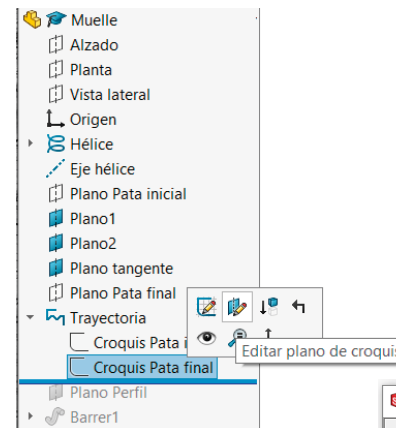 Muelle
Alzado
Planta
Vista lateral
Origen
Hélice
Eje hélice
Plano Pata inicial
Plano1
Plano2
Plano tangente
Plano Pata final
Trayectoria
Croquis Pata i
Editar plano de croquis
Croquis Pata final
Plano Perfil
Barrer1